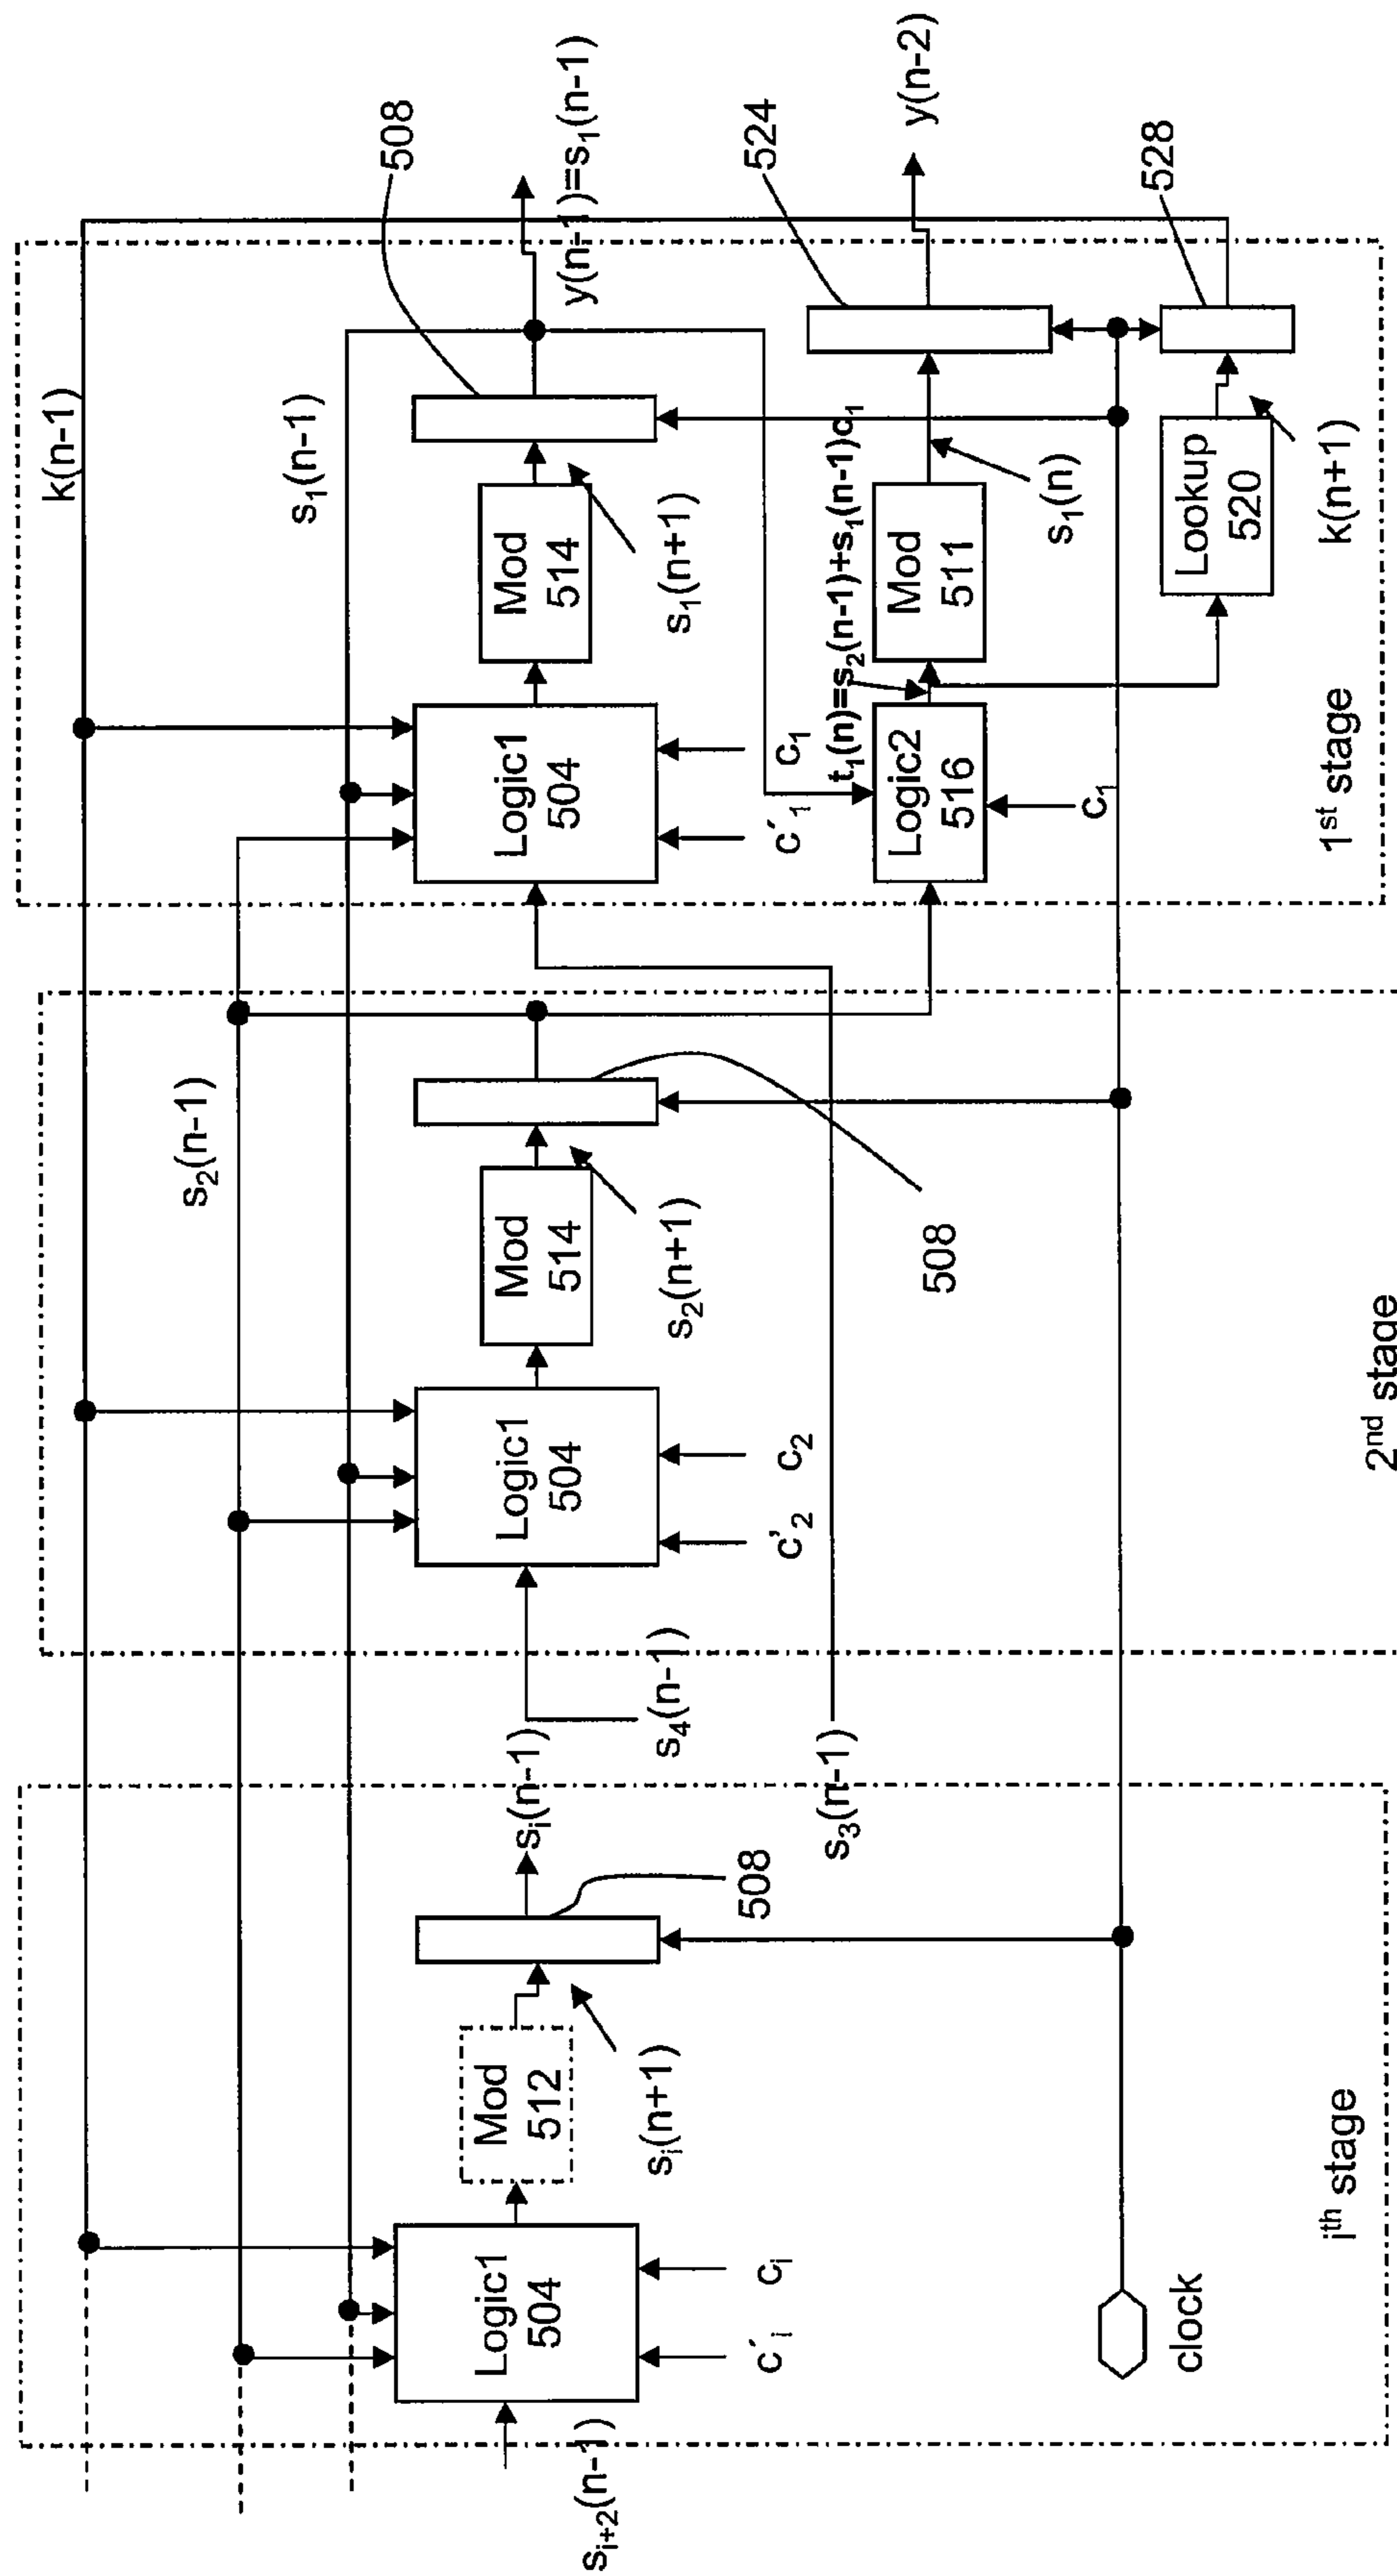 k(n-1)
s₁(n-1)
s₂(n-1)
y(n-1)=s₁(n-1)
508
y(n-2)
524
528
Logic1
504
Mod
514
s₁(n+1)
c′₁
c₁
t₁(n)=s₂(n-1)+s₁(n-1)c₁
Logic2
516
c₁
Mod
511
s₁(n)
Lookup
520
k(n+1)
1ˢᵗ stage
Logic1
504
Mod
514
s₂(n+1)
508
c'₂
c₂
s₄(n-1)
s₃(n-1)
2ⁿᵈ stage
sᵢ₊₂(n-1)
Logic1
504
Mod
512
sᵢ(n+1)
sᵢ(n-1)
508
c′ᵢ
cᵢ
iᵗʰ stage
clock